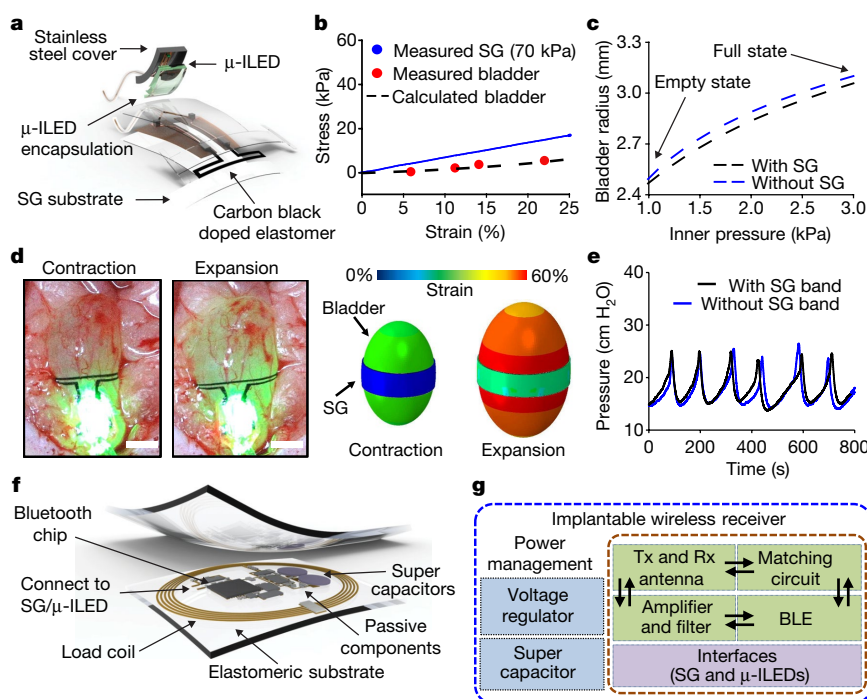 a
Stainless
steel cover
μ-ILED
μ-ILED
encapsulation
SG substrate
Carbon black
doped elastomer
b
60
40
20
0
Stress (kPa)
Measured SG (70 kPa)
Measured bladder
Calculated bladder
0 5 10 15 20 25
Strain (%)
c
3.3
3.0
2.7
2.4
Bladder radius (mm)
Full state
Empty state
With SG
Without SG
1.0 1.5 2.0 2.5 3.0
Inner pressure (kPa)
d
Contraction
Expansion
0%
60%
Strain
Bladder
SG
Contraction
Expansion
e
40
30
20
10
Pressure (cm H₂O)
With SG band
Without SG band
0 200 400 600 800
Time (s)
f
Bluetooth
chip
Connect to
SG/μ-ILED
Load coil
Elastomeric substrate
Super
capacitors
Passive
components
g
Implantable wireless receiver
Power
management
Voltage
regulator
Super
capacitor
Tx and Rx
antenna
Matching
circuit
Amplifier
and filter
BLE
Interfaces
(SG and μ-ILEDs)